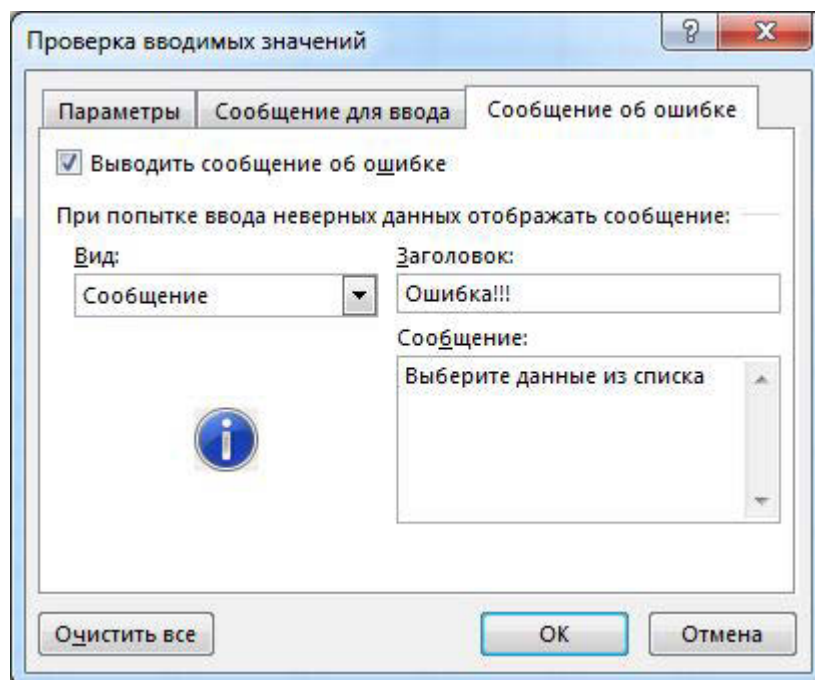 Проверка вводимых значений
Параметры Сообщение для ввода Сообщение об ошибке
Выводить сообщение об ошибке
При попытке ввода неверных данных отображать сообщение:
Вид: Заголовок:
Сообщение Ошибка!!!
Сообщение:
Выберите данные из списка
Очистить все ОК Отмена